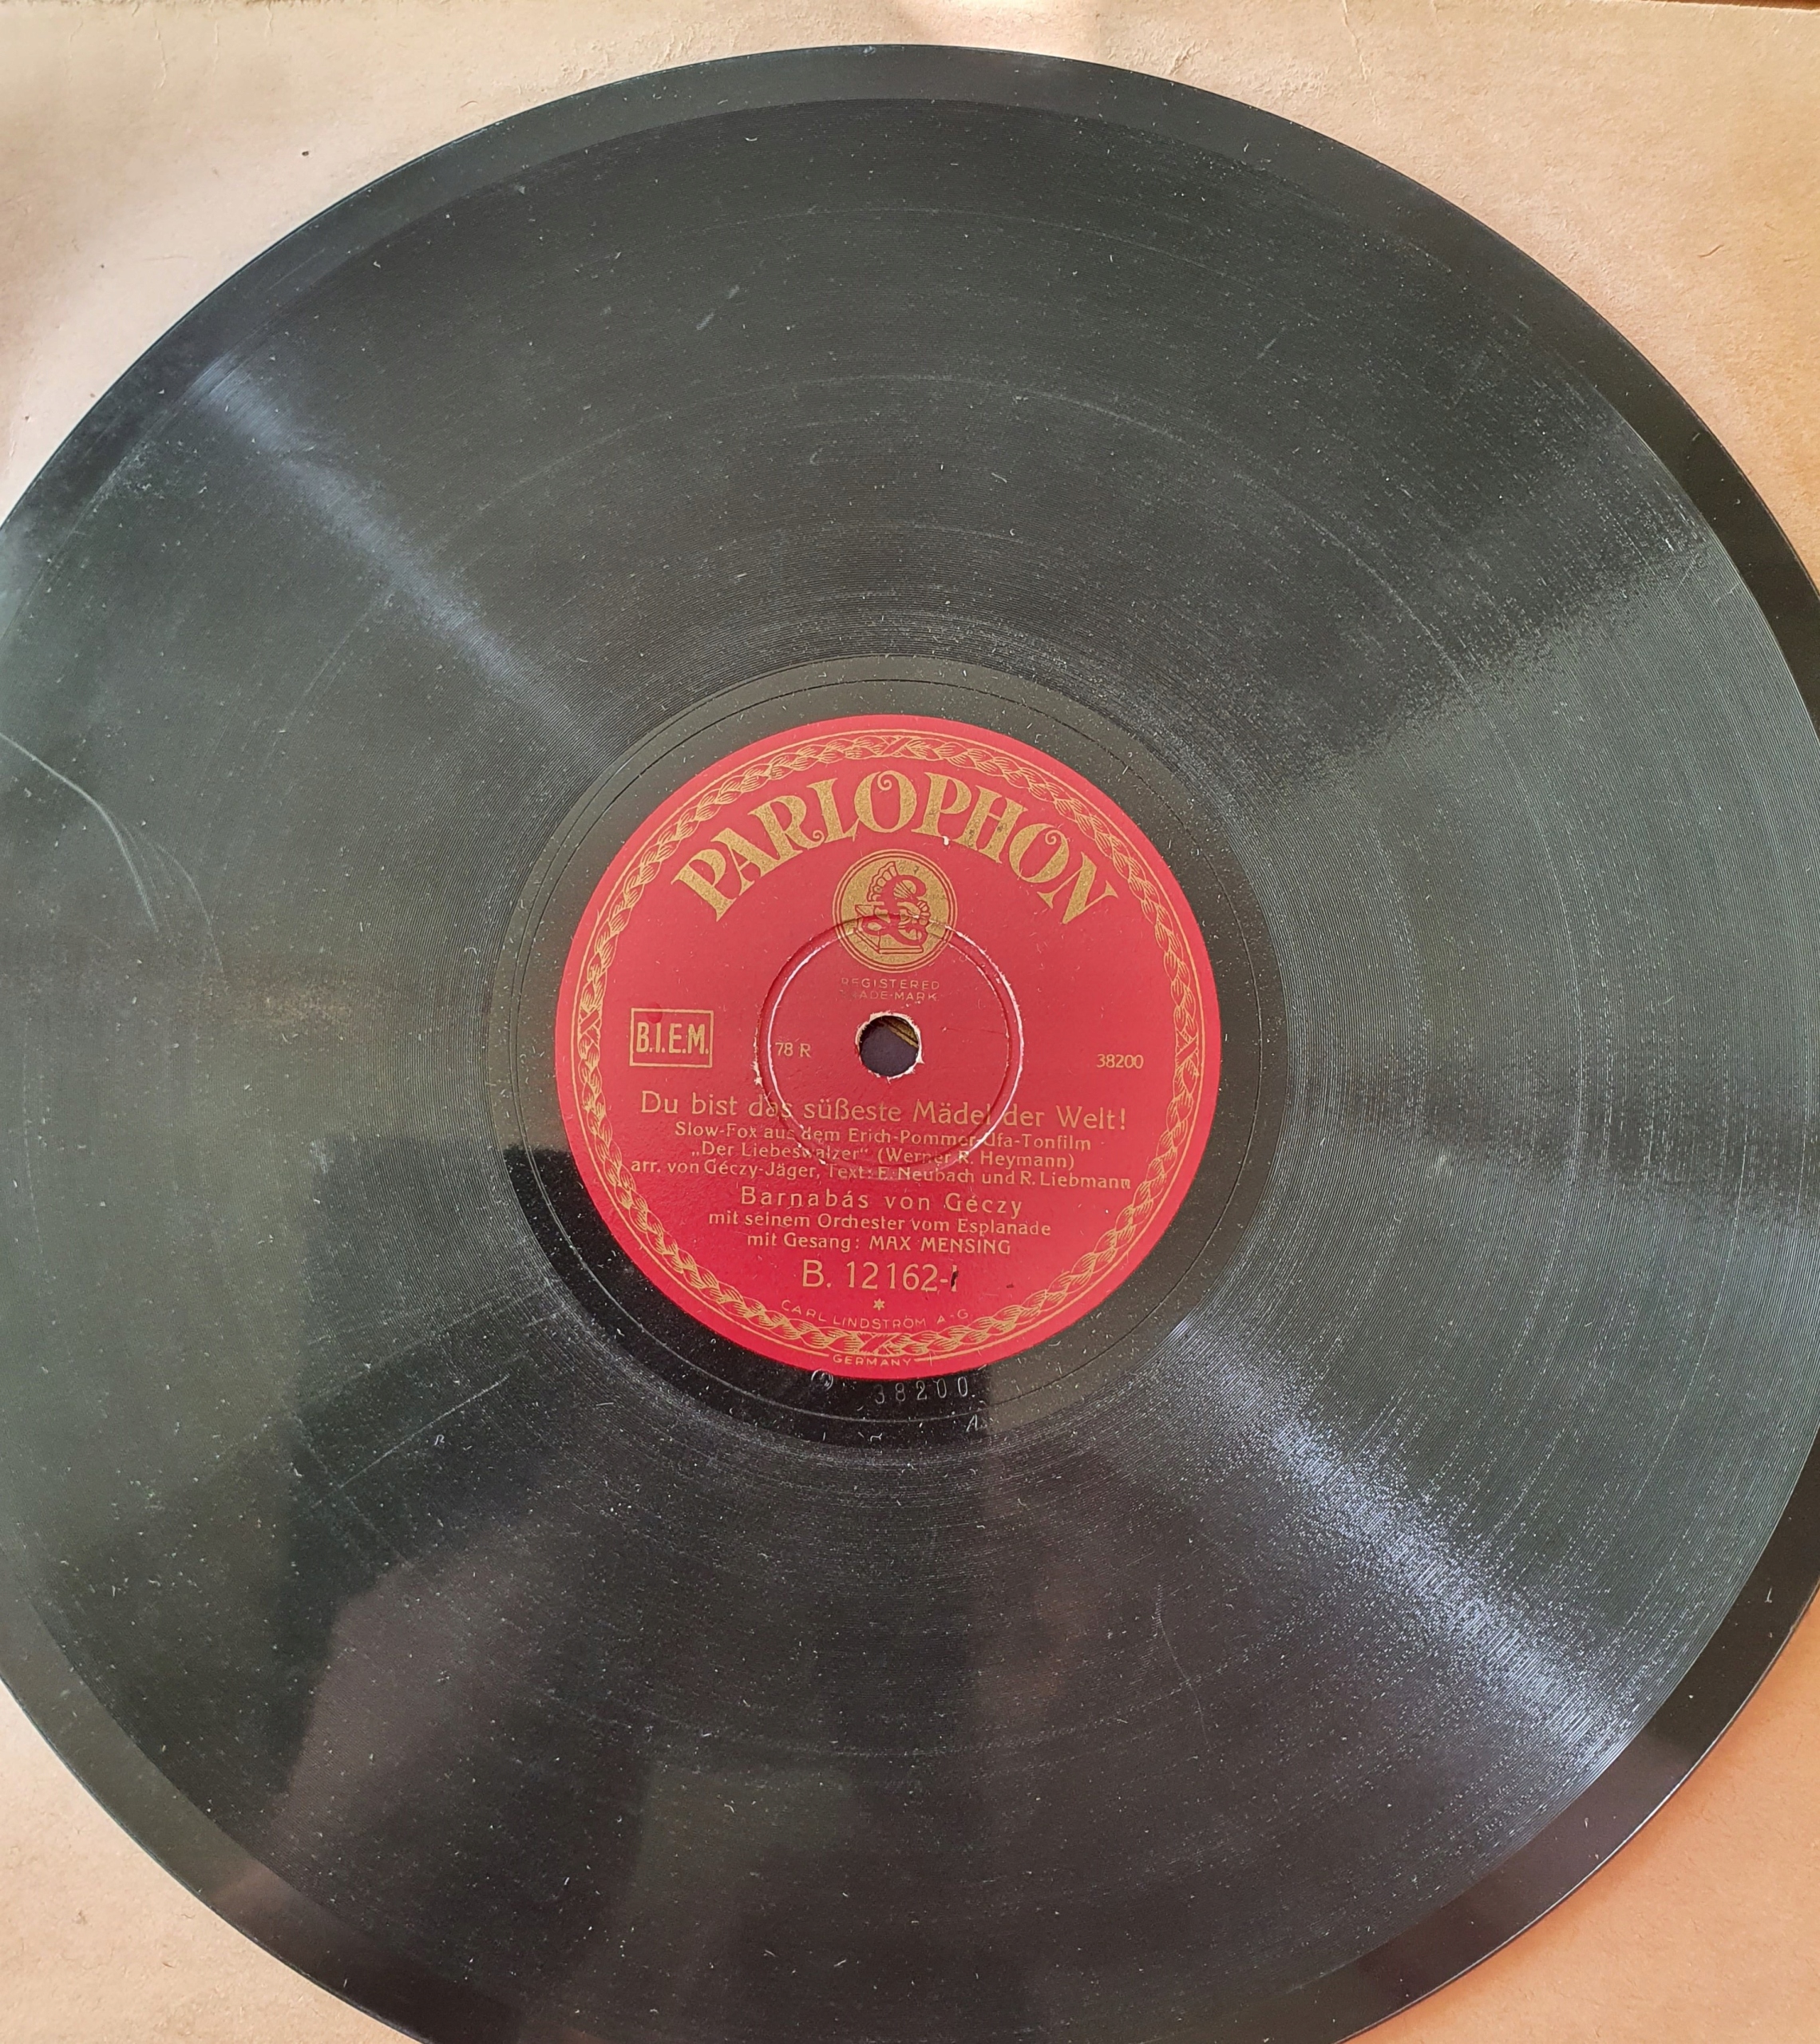 PARLOPHON
REGISTERED
TRADE-MARK
B.I.E.M.
78 R
38200
Du bist das süßeste Mädel der Welt!
Slow-Fox aus dem Erich-Pommer-Ufa-Tonfilm
„Der Liebeswalzer" (Werner R. Heymann)
arr. von Géczy-Jäger, Text: E. Neubach und R. Liebmann
Barnabás von Géczy
mit seinem Orchester vom Esplanade
mit Gesang: MAX MENSING
B. 12162-I
CARL LINDSTRÖM A-G
GERMANY
38200
A